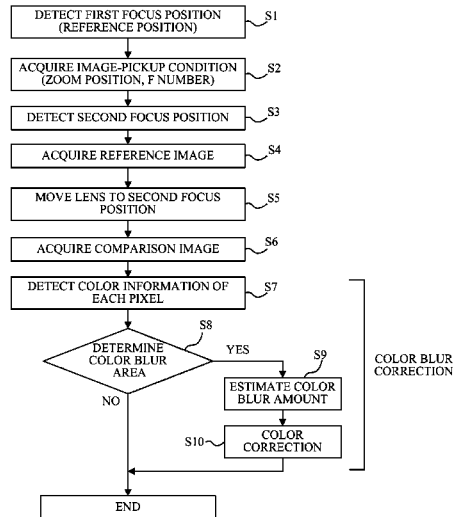 DETECT FIRST FOCUS POSITION
(REFERENCE POSITION)
S1
ACQUIRE IMAGE-PICKUP CONDITION
(ZOOM POSITION, F NUMBER)
S2
DETECT SECOND FOCUS POSITION
S3
ACQUIRE REFERENCE IMAGE
S4
MOVE LENS TO SECOND FOCUS
POSITION
S5
ACQUIRE COMPARISON IMAGE
S6
DETECT COLOR INFORMATION OF
EACH PIXEL
S7
DETERMINE
COLOR BLUR
AREA
S8
YES
NO
ESTIMATE COLOR
BLUR AMOUNT
S9
COLOR
CORRECTION
S10
COLOR BLUR
CORRECTION
END